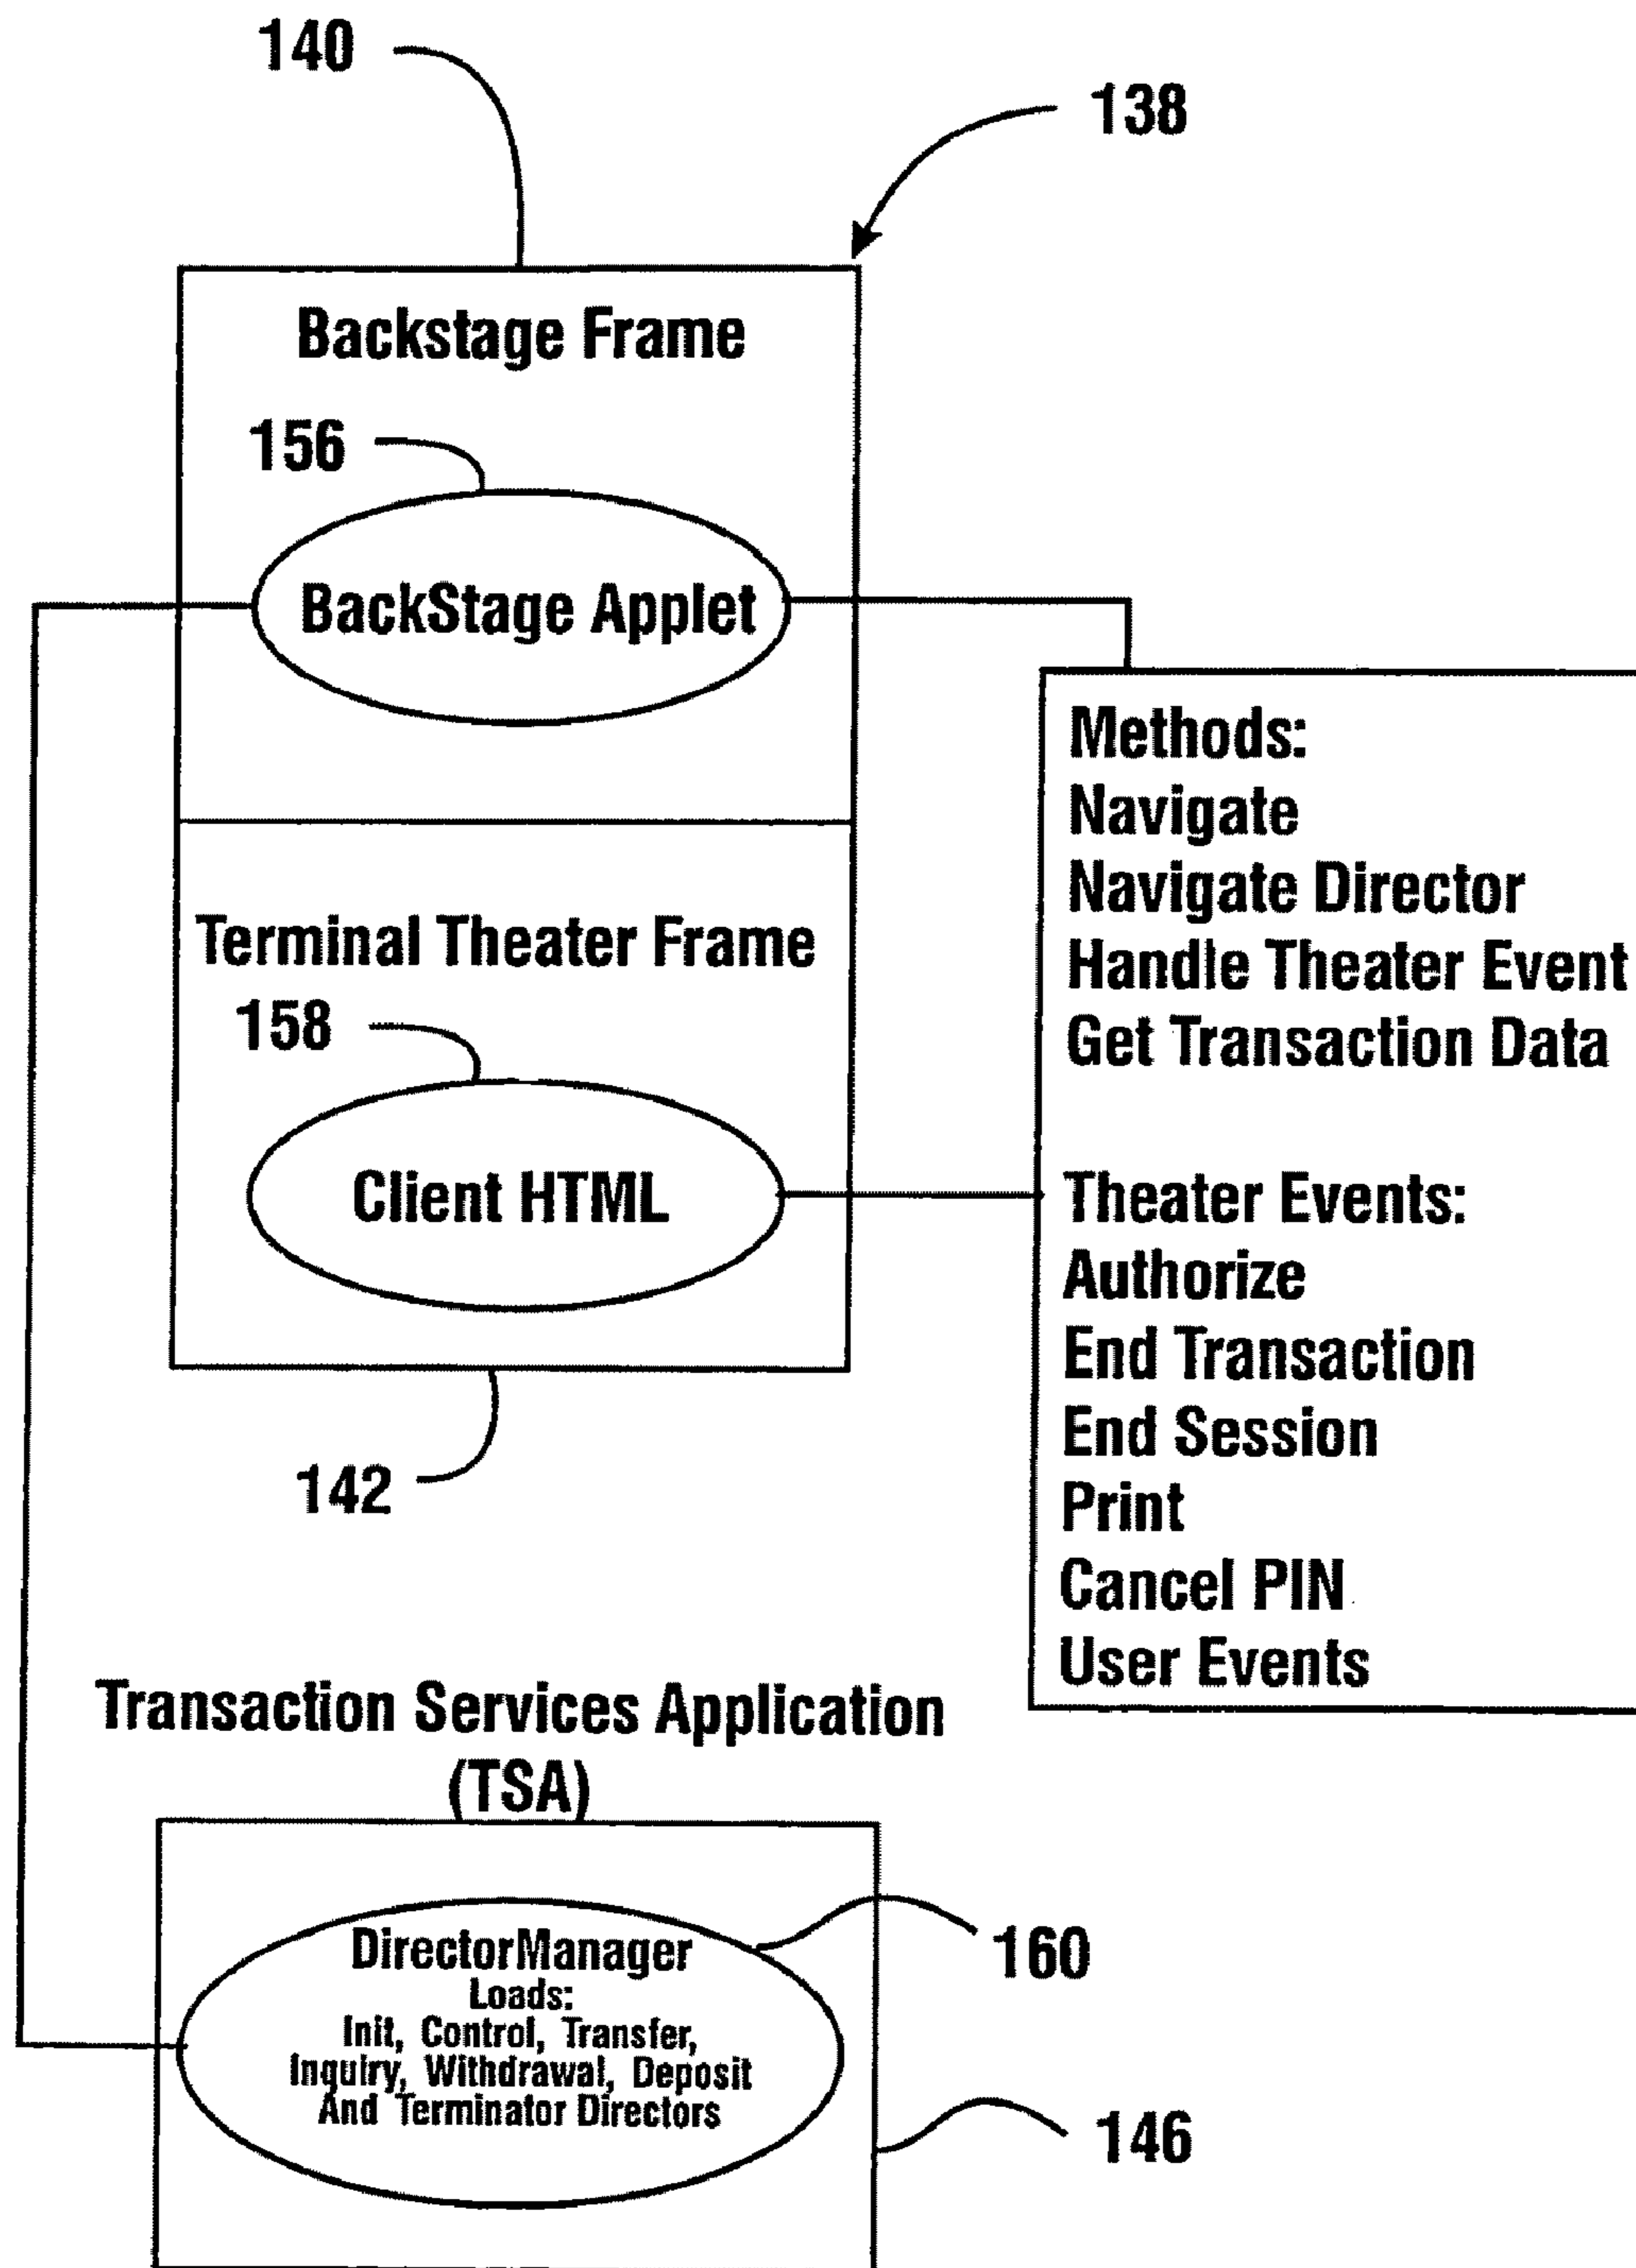 140
138
Backstage Frame
156
BackStage Applet
Methods:
Navigate
Navigate Director
Handle Theater Event
Get Transaction Data
Terminal Theater Frame
158
Client HTML
Theater Events:
Authorize
End Transaction
End Session
Print
Cancel PIN
User Events
142
Transaction Services Application
(TSA)
DirectorManager
Loads:
Init, Control, Transfer,
Inquiry, Withdrawal, Deposit
And Terminator Directors
160
146